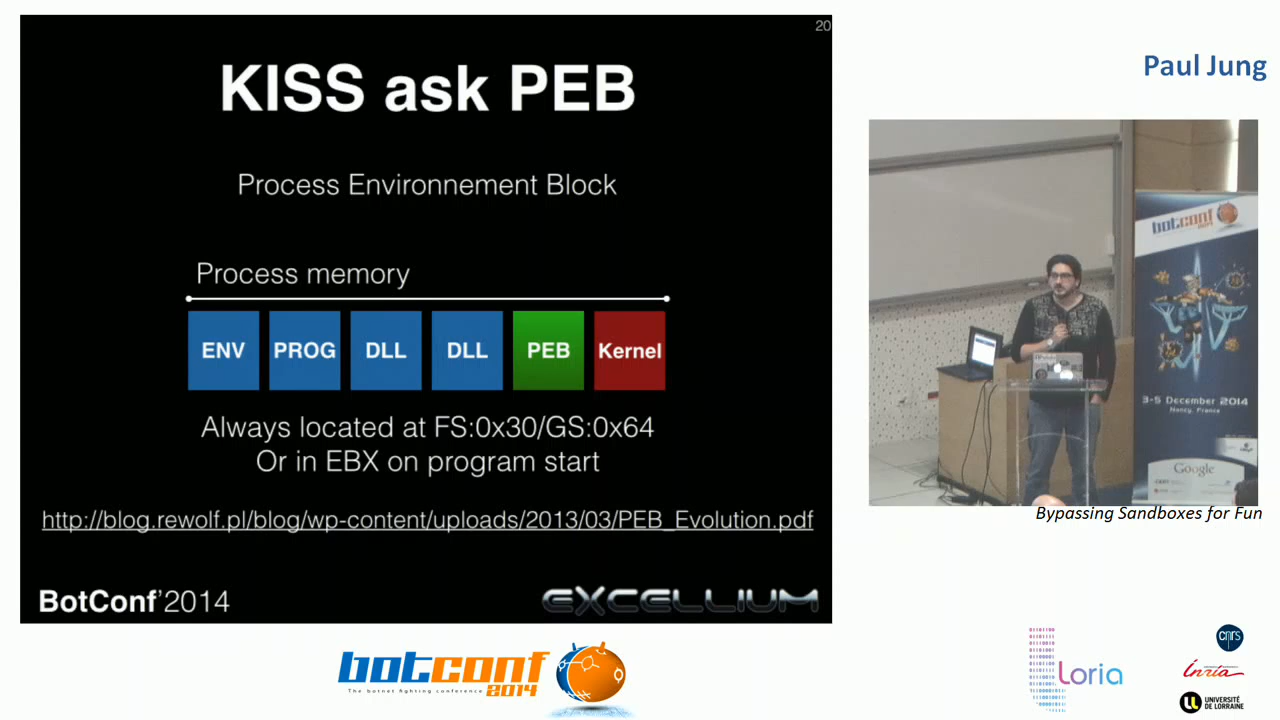 20
KISS ask PEB
Process Environnement Block
Process memory
ENV PROG DLL DLL PEB Kernel
Always located at FS:0x30/GS:0x64
Or in EBX on program start
http://blog.rewolf.pl/blog/wp-content/uploads/2013/03/PEB_Evolution.pdf
BotConf'2014
EXCELLIUM
Paul Jung
botconf
2014
3-5 December 2014
Nancy, France
Google
Bypassing Sandboxes for Fun
botconf
The botnet fighting conference 2014
Loria
cnrs
Inria
UNIVERSITÉ
DE LORRAINE